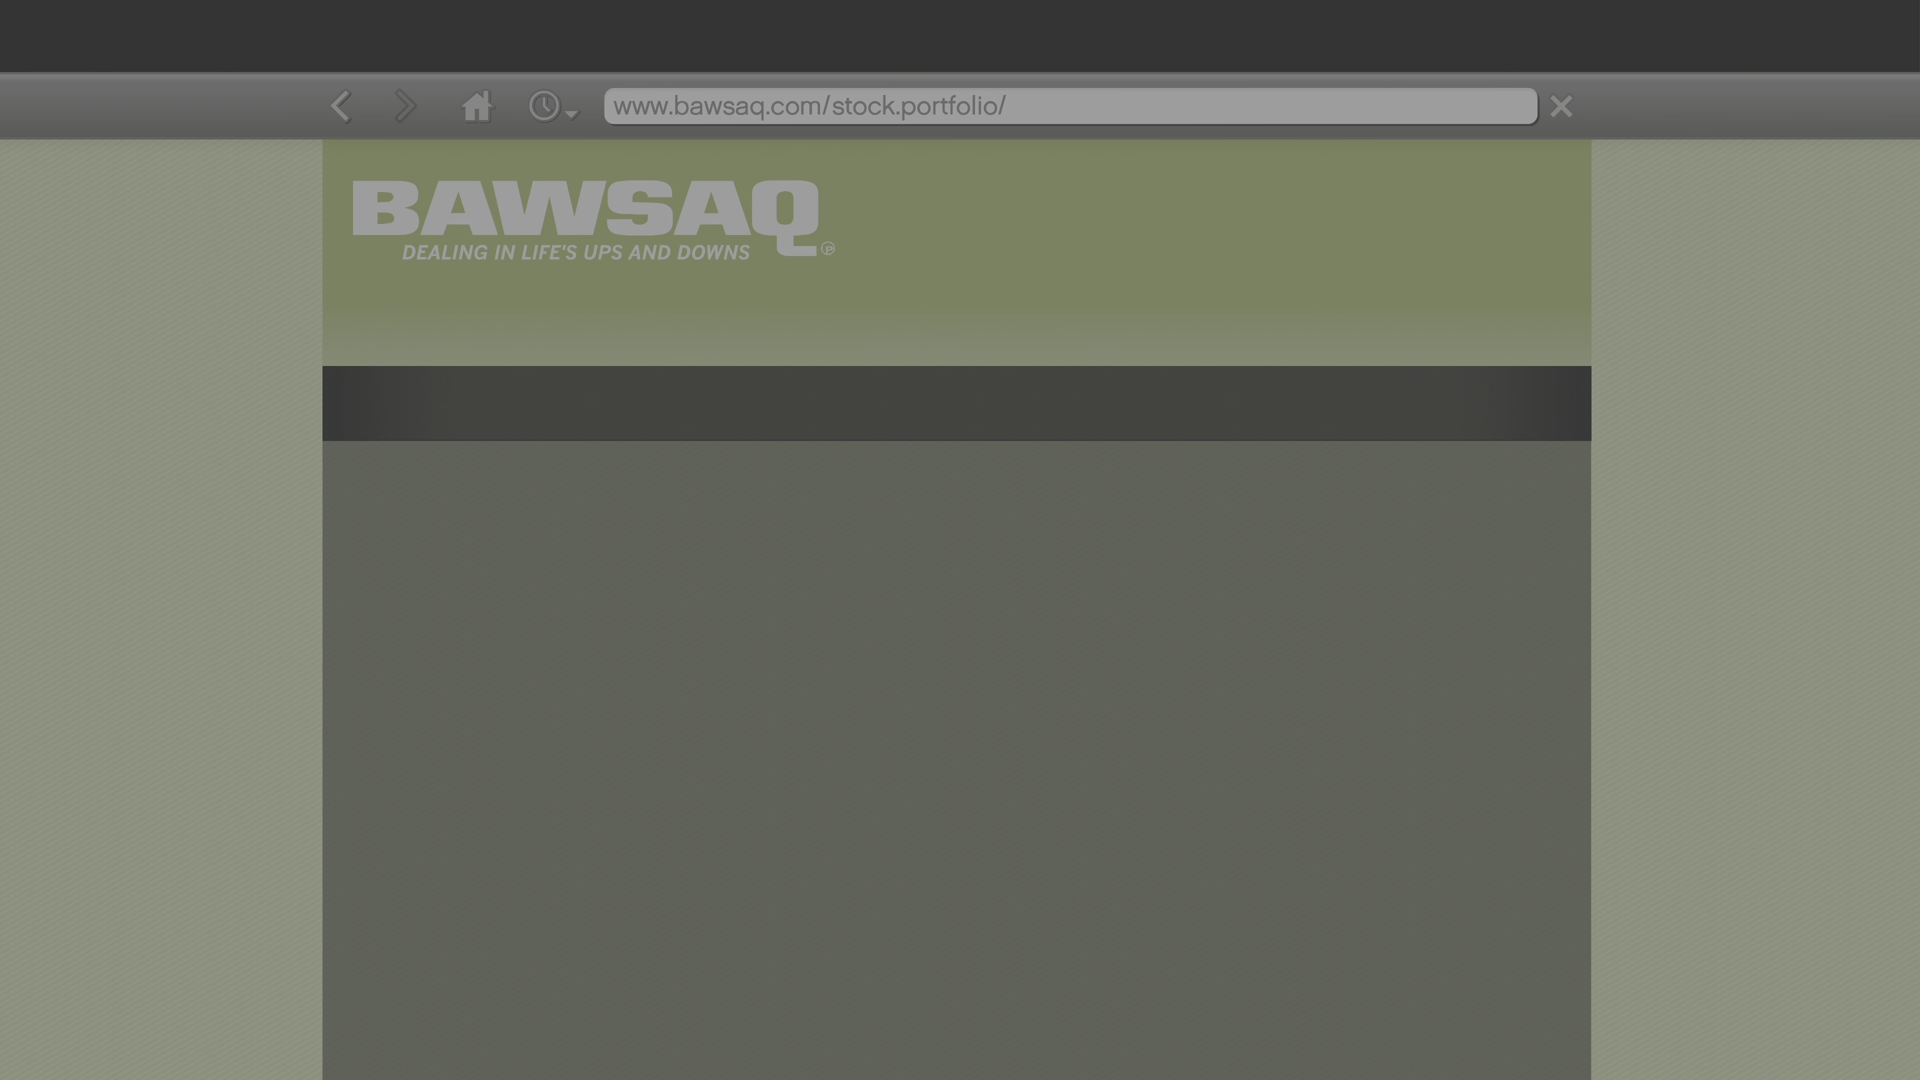 www.bawsaq.com/stock.portfolio/
BAWSAQ
DEALING IN LIFE'S UPS AND DOWNS
Ⓟ